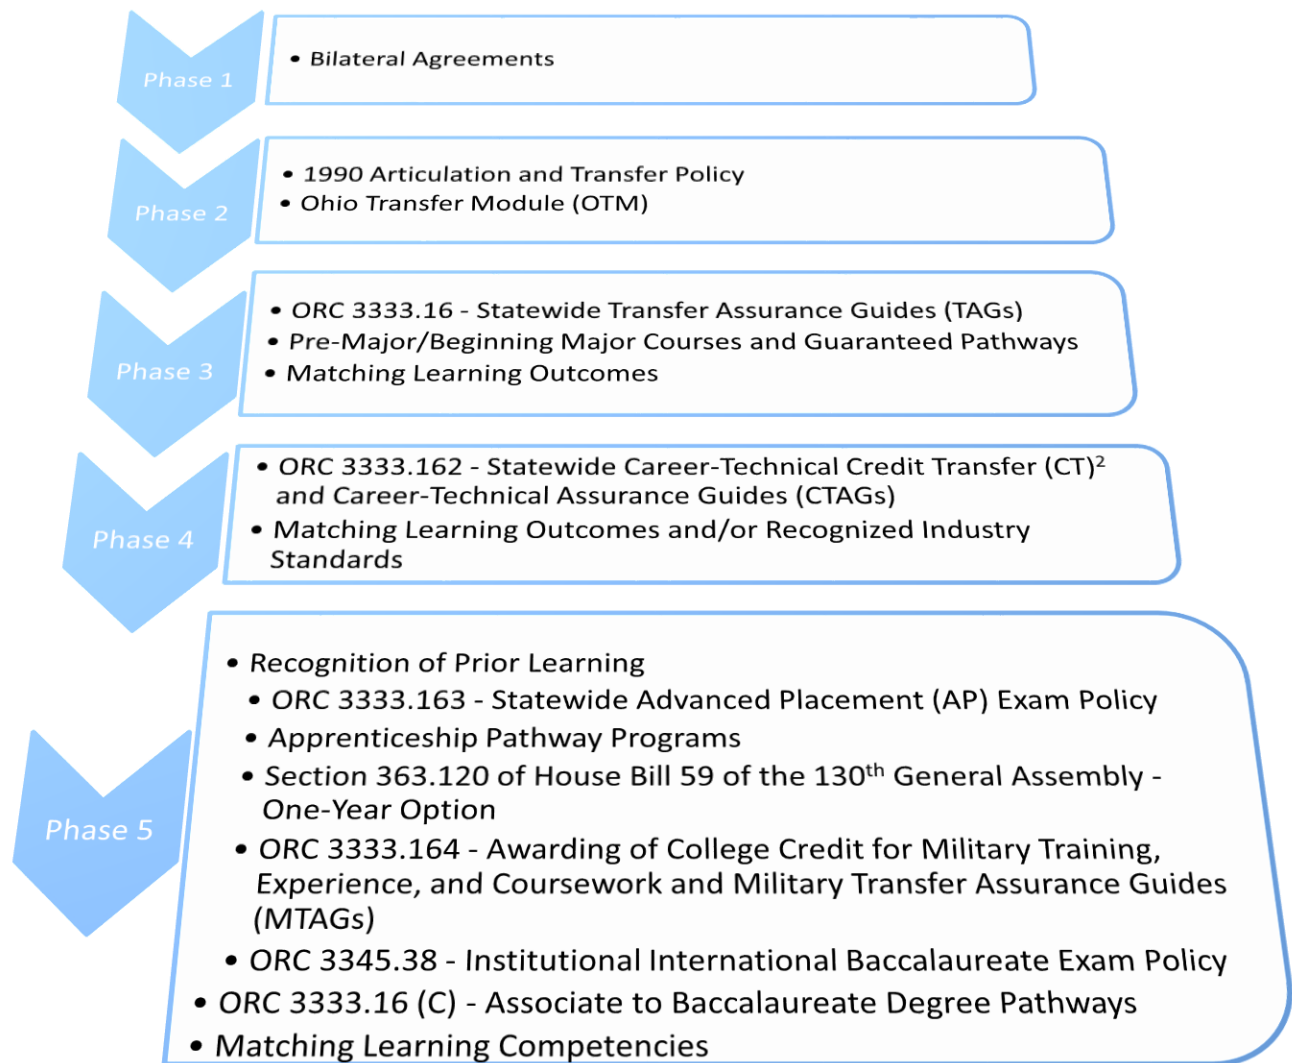 Phase 1
• Bilateral Agreements
Phase 2
• 1990 Articulation and Transfer Policy
• Ohio Transfer Module (OTM)
Phase 3
• ORC 3333.16 - Statewide Transfer Assurance Guides (TAGs)
• Pre-Major/Beginning Major Courses and Guaranteed Pathways
• Matching Learning Outcomes
Phase 4
• ORC 3333.162 - Statewide Career-Technical Credit Transfer (CT)²
and Career-Technical Assurance Guides (CTAGs)
• Matching Learning Outcomes and/or Recognized Industry
Standards
Phase 5
• Recognition of Prior Learning
• ORC 3333.163 - Statewide Advanced Placement (AP) Exam Policy
• Apprenticeship Pathway Programs
• Section 363.120 of House Bill 59 of the 130th General Assembly -
One-Year Option
• ORC 3333.164 - Awarding of College Credit for Military Training,
Experience, and Coursework and Military Transfer Assurance Guides
(MTAGs)
• ORC 3345.38 - Institutional International Baccalaureate Exam Policy
• ORC 3333.16 (C) - Associate to Baccalaureate Degree Pathways
• Matching Learning Competencies